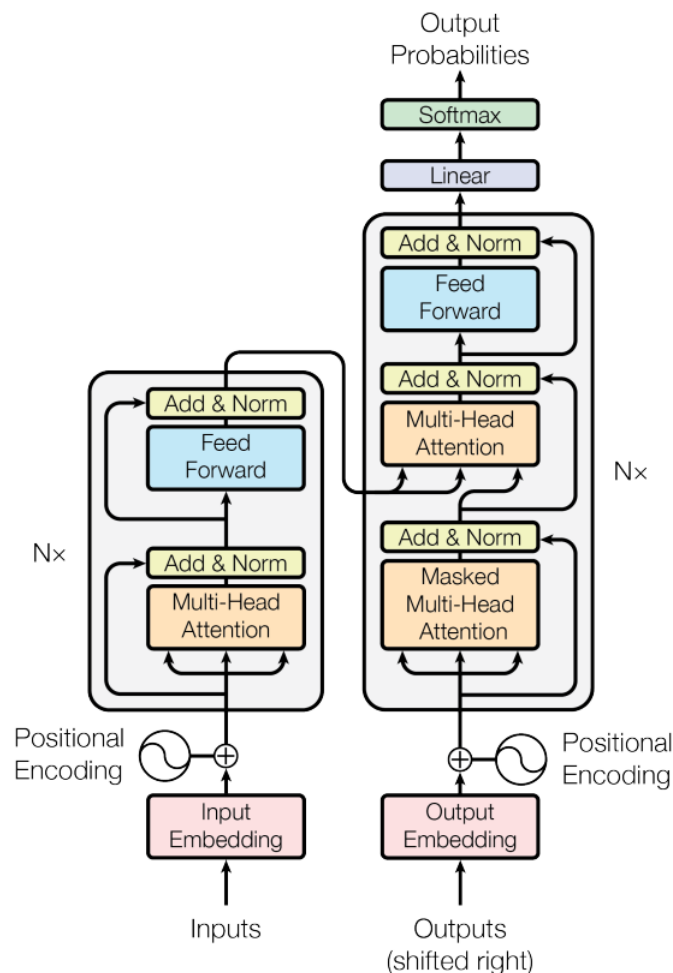 Output
Probabilities
Softmax
Linear
Add & Norm
Feed
Forward
Add & Norm
Multi-Head
Attention
Add & Norm
Masked
Multi-Head
Attention
N×
Add & Norm
Feed
Forward
Add & Norm
Multi-Head
Attention
N×
Positional
Encoding
Positional
Encoding
Input
Embedding
Output
Embedding
Inputs
Outputs
(shifted right)